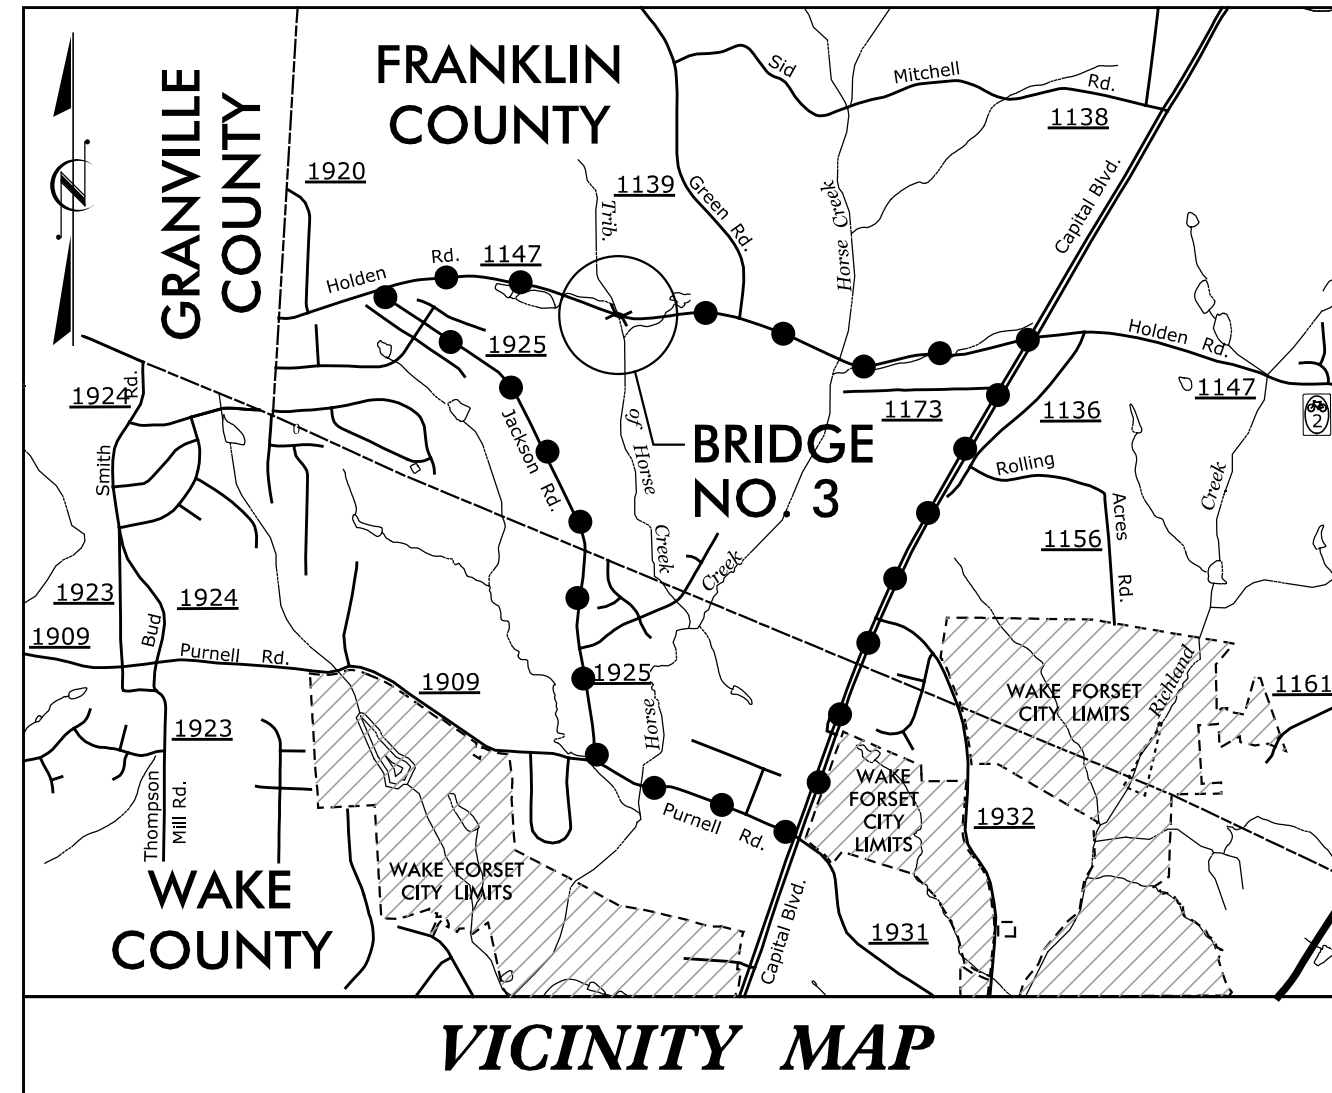 FRANKLIN
COUNTY
GRANVILLE
COUNTY
Sid Mitchell Rd.
1138
1920
1139
Green Rd.
Trib.
Horse Creek
Capital Blvd.
Holden Rd.
1147
1925
Holden Rd.
1147
2
1924
Rd.
Smith
Jackson Rd.
of Horse Creek
BRIDGE
NO. 3
1173
1136
Rolling Acres Rd.
1156
Creek
Creek
Richland
1923
1924
1909
Bud
Purnell Rd.
1909
1925
Horse
WAKE FORSET
CITY LIMITS
1161
1923
Thompson
Mill Rd.
Purnell Rd.
WAKE
FORSET
CITY
LIMITS
1932
WAKE FORSET
CITY LIMITS
WAKE
COUNTY
Capital Blvd.
1931
VICINITY MAP